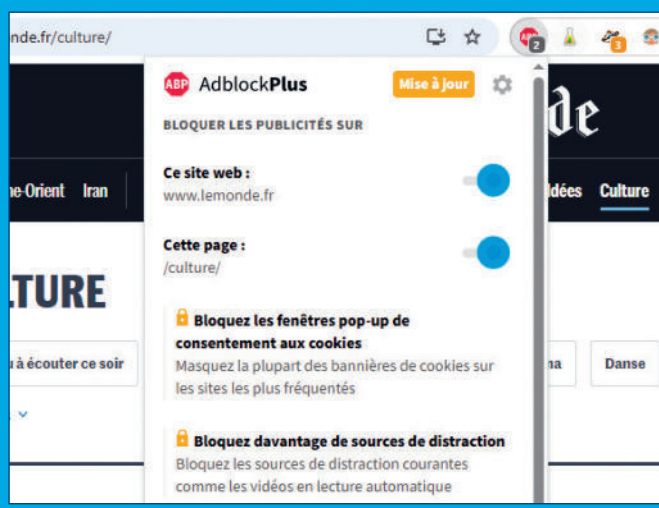 nde.fr/culture/
ABP
2
3
ABP AdblockPlus
Mise à jour
de
BLOQUER LES PUBLICITÉS SUR
Ce site web :
www.lemonde.fr
ne-Orient Iran
Idées Culture
Cette page :
/culture/
LTURE
Bloquez les fenêtres pop-up de
consentement aux cookies
u à écouter ce soir
Masquez la plupart des bannières de cookies sur
les sites les plus fréquentés
na
Danse
Bloquez davantage de sources de distraction
Bloquez les sources de distraction courantes
comme les vidéos en lecture automatique